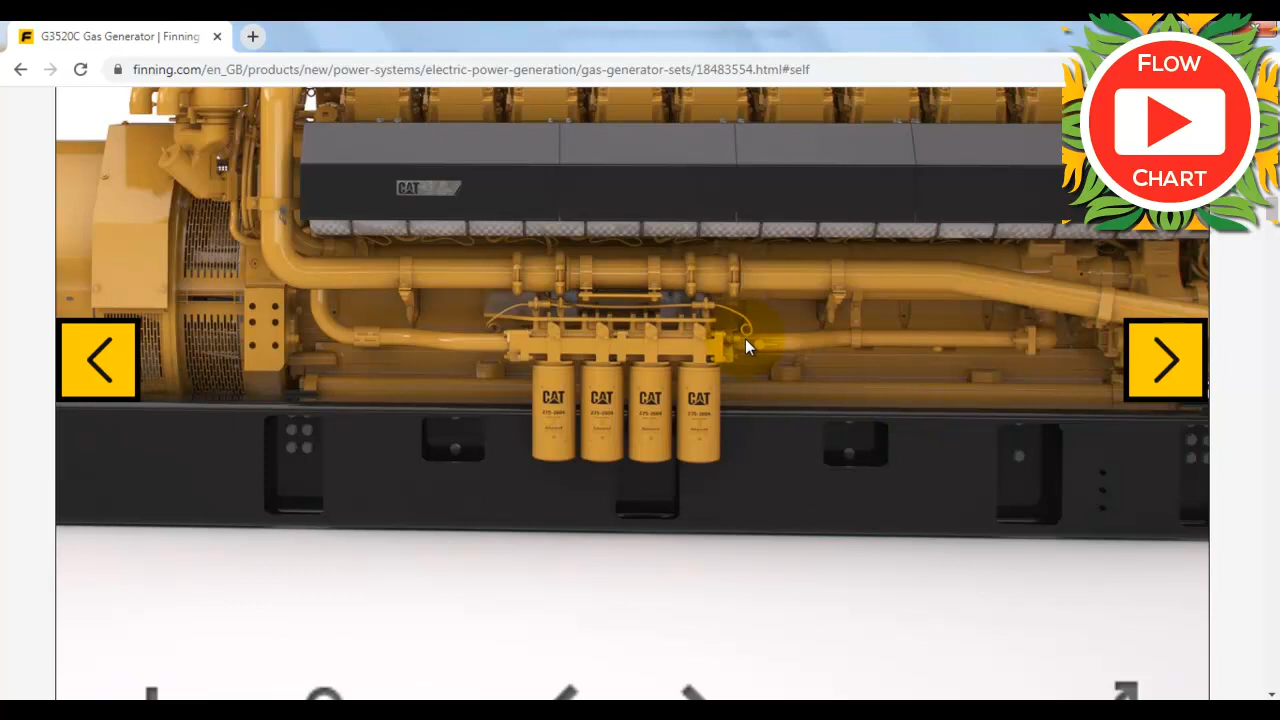 G3520C Gas Generator | Finning
finning.com/en_GB/products/new/power-systems/electric-power-generation/gas-generator-sets/18483554.html#self
FLOW
CHART
CAT
CAT CAT CAT CAT